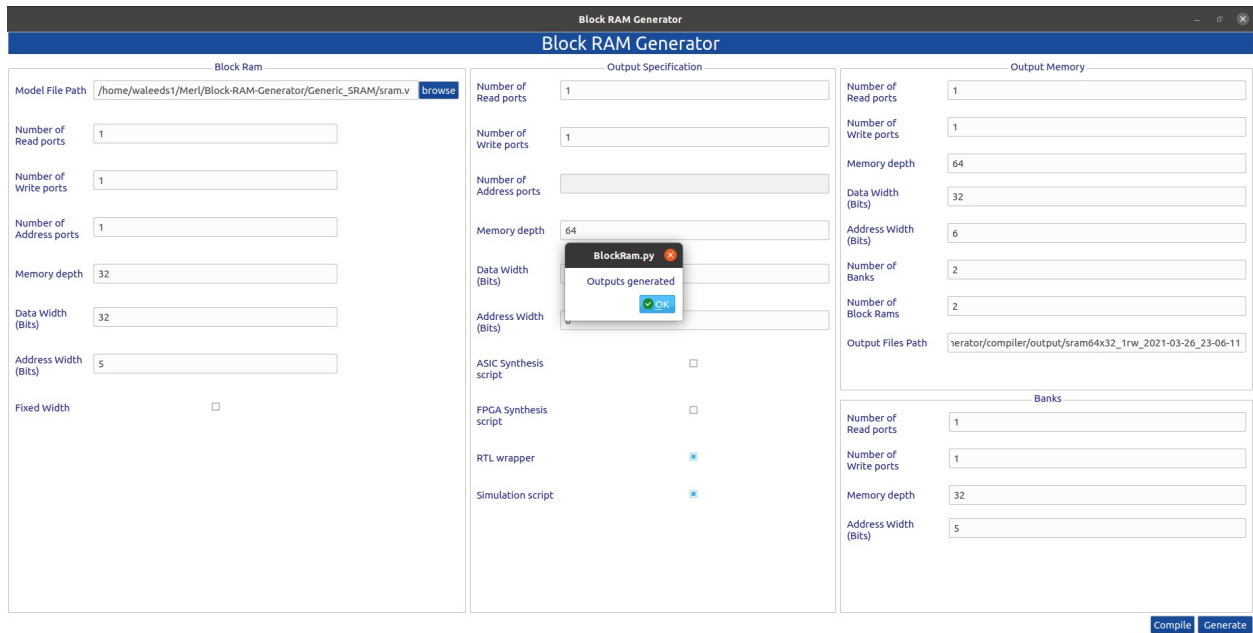 Block RAM Generator
Block RAM Generator
Block Ram
Model File Path /home/waleeds1/Merl/Block-RAM-Generator/Generic_SRAM/sram.v browse
Number of
Read ports 1
Number of
Write ports 1
Number of
Address ports 1
Memory depth 32
Data Width
(Bits) 32
Address Width
(Bits) 5
Fixed Width
Output Specification
Number of
Read ports 1
Number of
Write ports 1
Number of
Address ports
Memory depth 64
Data Width
(Bits)
Address Width
(Bits)
ASIC Synthesis
script
FPGA Synthesis
script
RTL wrapper
Simulation script
BlockRam.py
Outputs generated
OK
Output Memory
Number of
Read ports 1
Number of
Write ports 1
Memory depth 64
Data Width
(Bits) 32
Address Width
(Bits) 6
Number of
Banks 2
Number of
Block Rams 2
Output Files Path nerator/compiler/output/sram64x32_1rw_2021-03-26_23-06-11
Banks
Number of
Read ports 1
Number of
Write ports 1
Memory depth 32
Address Width
(Bits) 5
Compile Generate